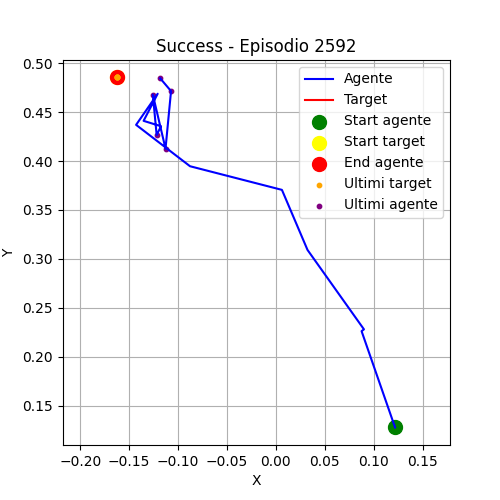 Success - Episodio 2592
Agente
Target
Start agente
Start target
End agente
Ultimi target
Ultimi agente
0.50
0.45
0.40
0.35
0.30
0.25
0.20
0.15
Y
−0.20 −0.15 −0.10 −0.05 0.00 0.05 0.10 0.15
X